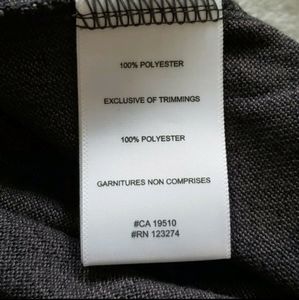 100% POLYESTER
EXCLUSIVE OF TRIMMINGS
100% POLYESTER
GARNITURES NON COMPRISES
#CA 19510
#RN 123274